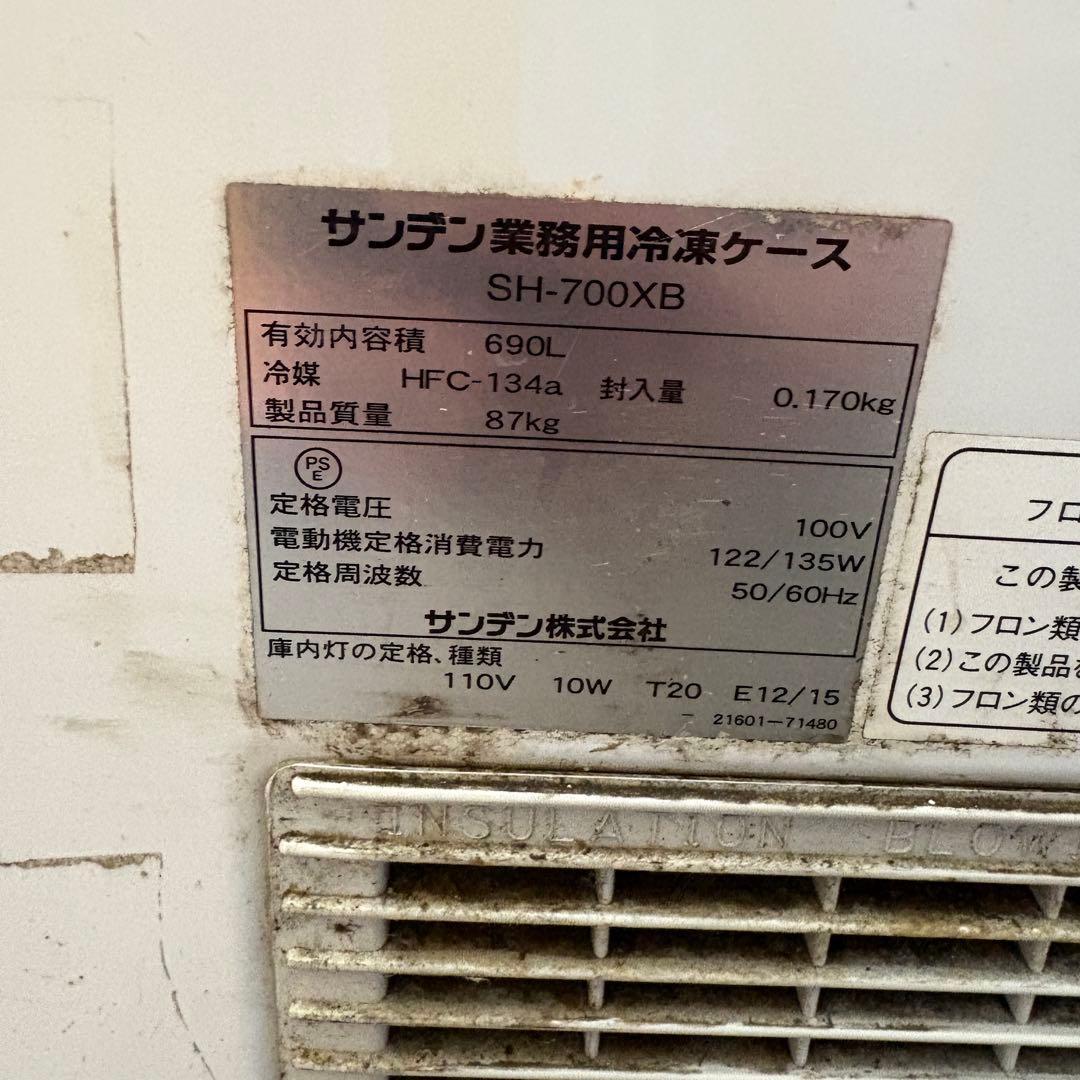 サンデン業務用冷凍ケース
SH-700XB
有効内容積 690L
冷媒 HFC-134a 封入量 0.170kg
製品質量 87kg
PS
E
定格電圧 100V
電動機定格消費電力 122/135W
定格周波数 50/60Hz
サンデン株式会社
庫内灯の定格、種類
110V 10W T20 E12/15
21601-71480
フロ
この製
(1)フロン類
(2)この製品を
(3)フロン類の
INSULATION BLOW